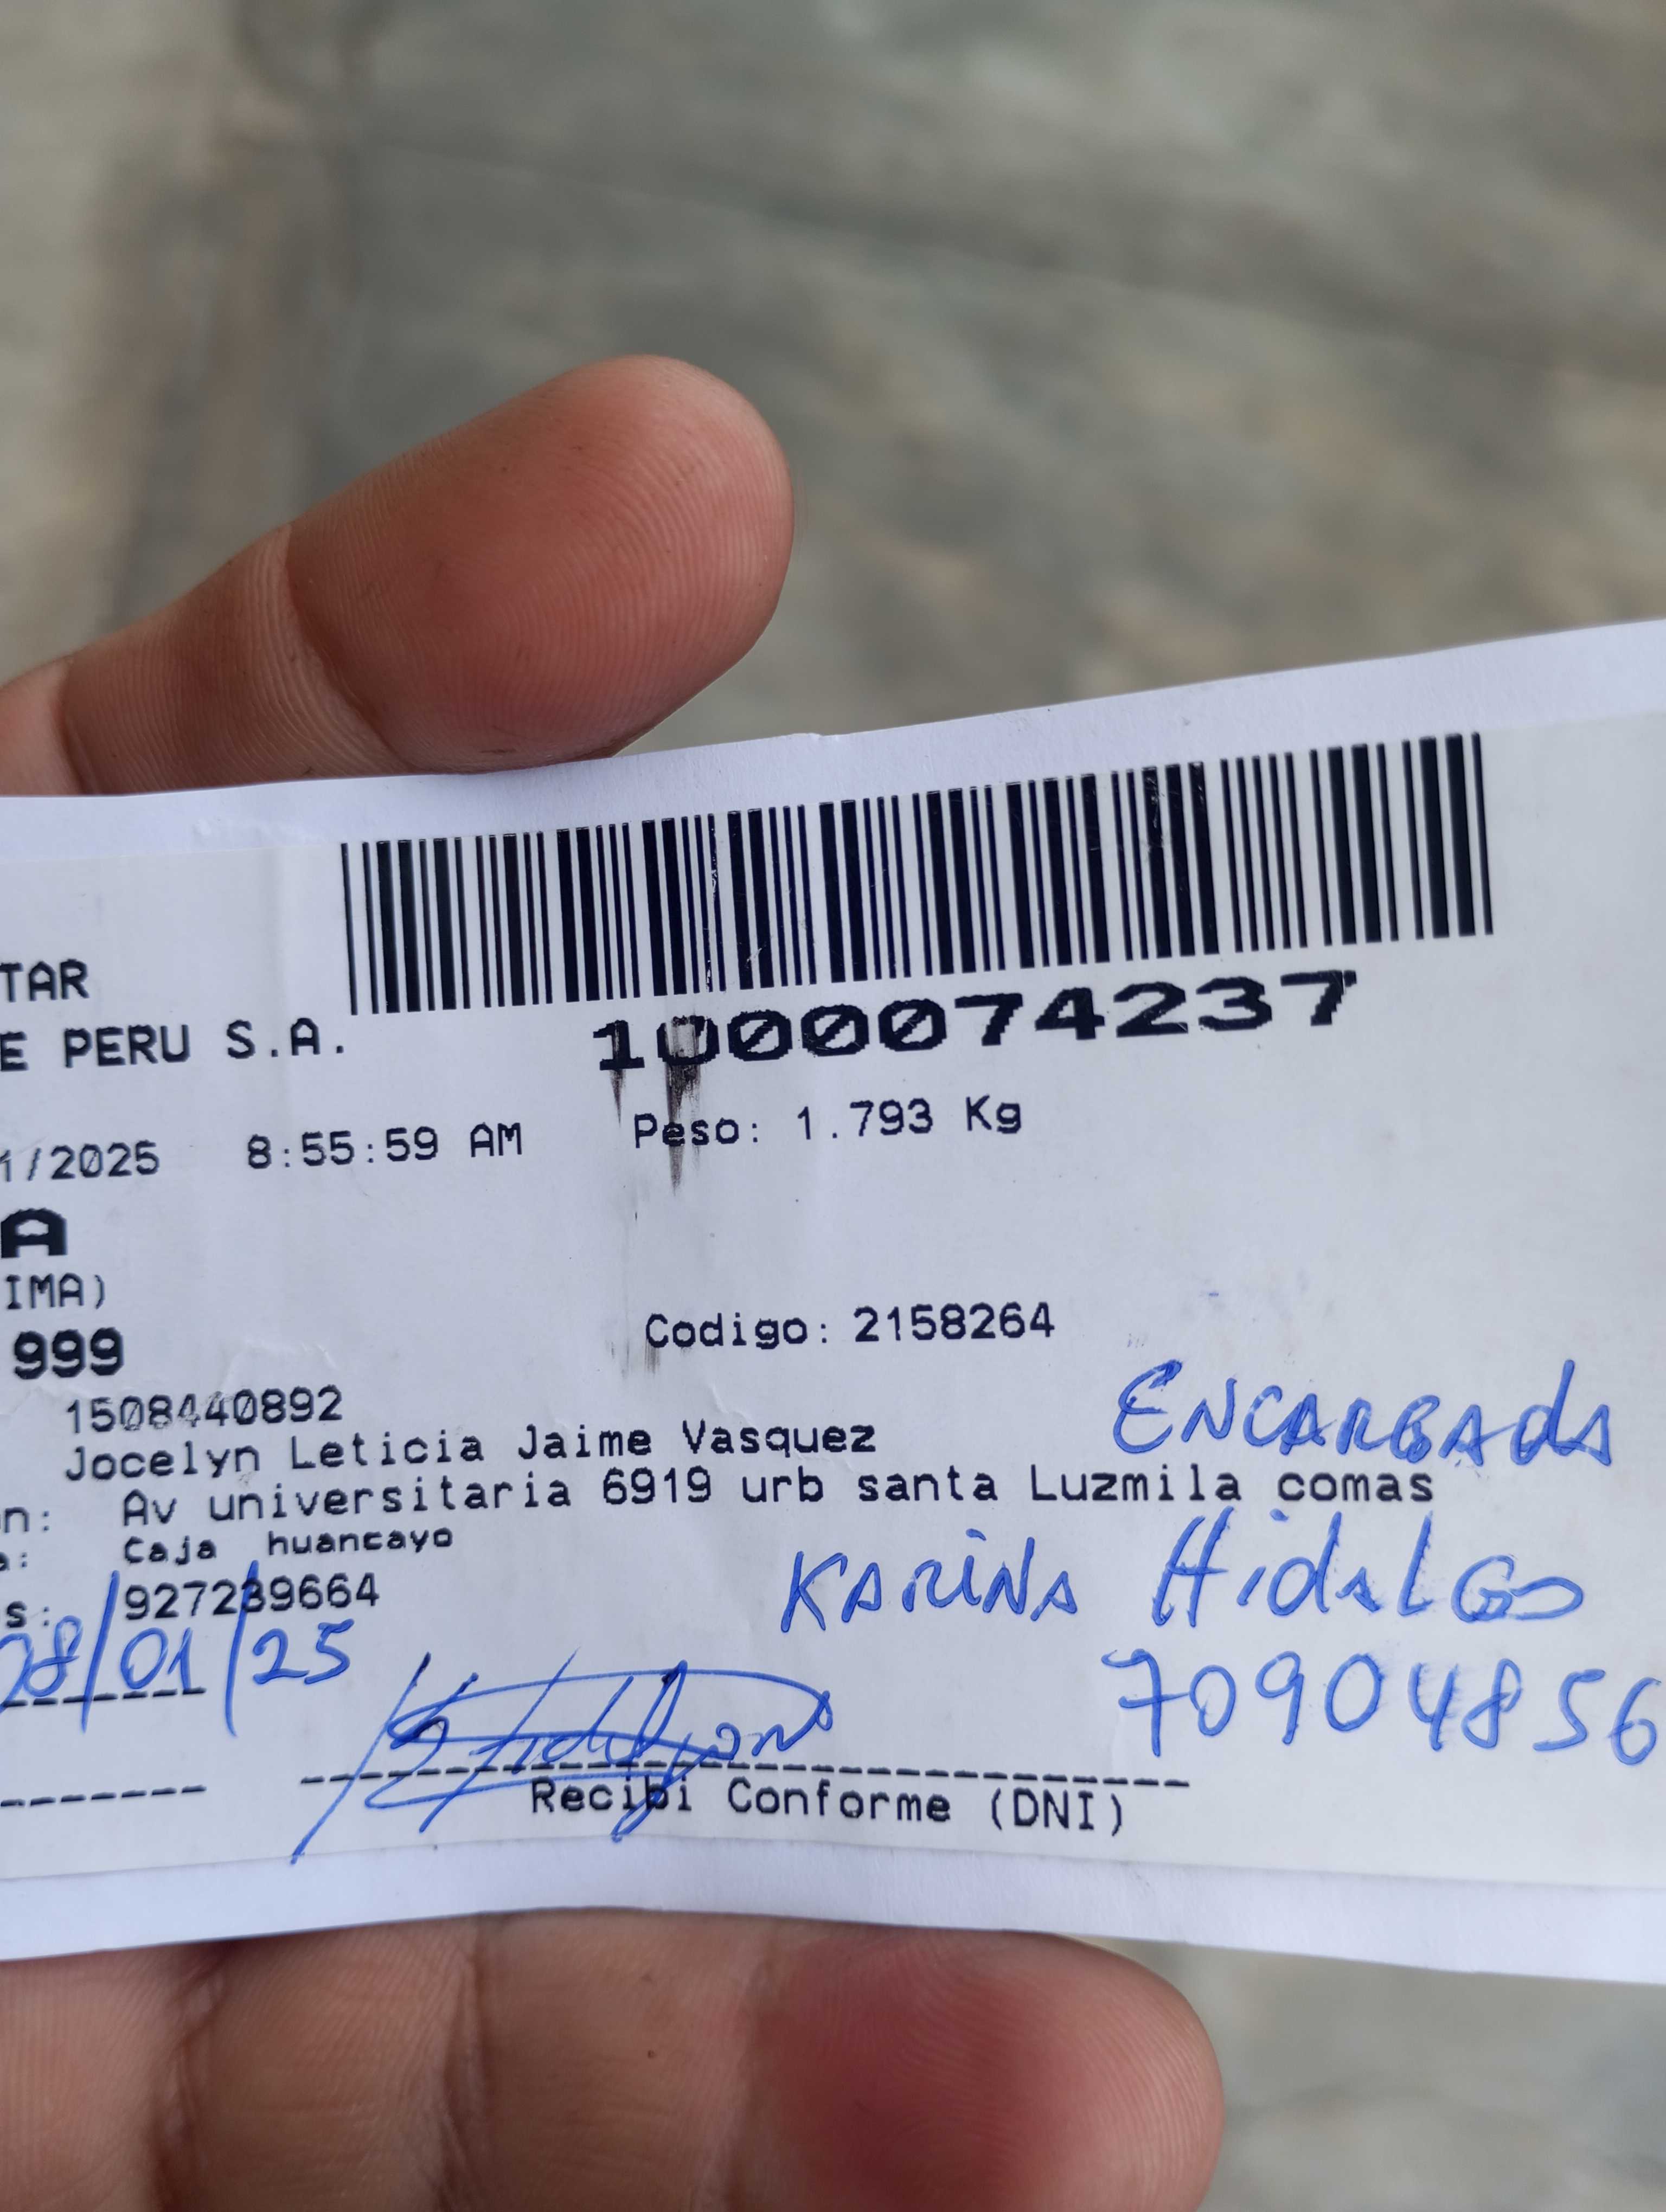 TAR
E PERU S.A.
1000074237
1/2025 8:55:59 AM Peso: 1.793 Kg
A
IMA)
999 Codigo: 2158264
1508440892
Jocelyn Leticia Jaime Vasquez
ENCARGADA
n: Av universitaria 6919 urb santa Luzmila comas
a: Caja huancayo
KARINA HidALGO
s: 927239664
28/01/25
70904856
Recibi Conforme (DNI)